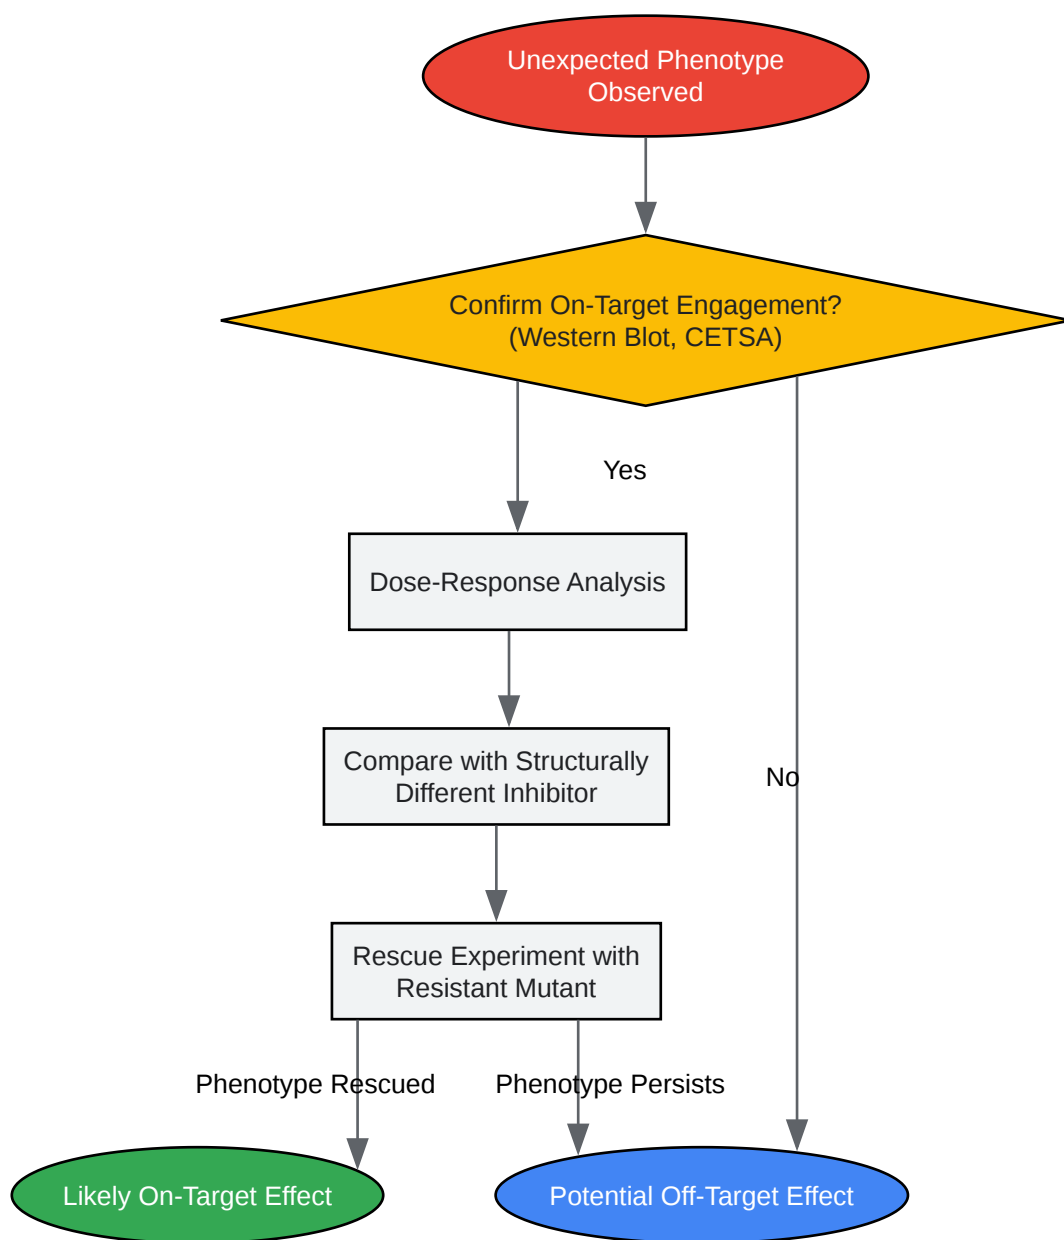 Unexpected Phenotype
Observed
Confirm On-Target Engagement?
(Western Blot, CETSA)
Yes
Dose-Response Analysis
Compare with Structurally
Different Inhibitor
No
Rescue Experiment with
Resistant Mutant
Phenotype Rescued
Phenotype Persists
Likely On-Target Effect
Potential Off-Target Effect